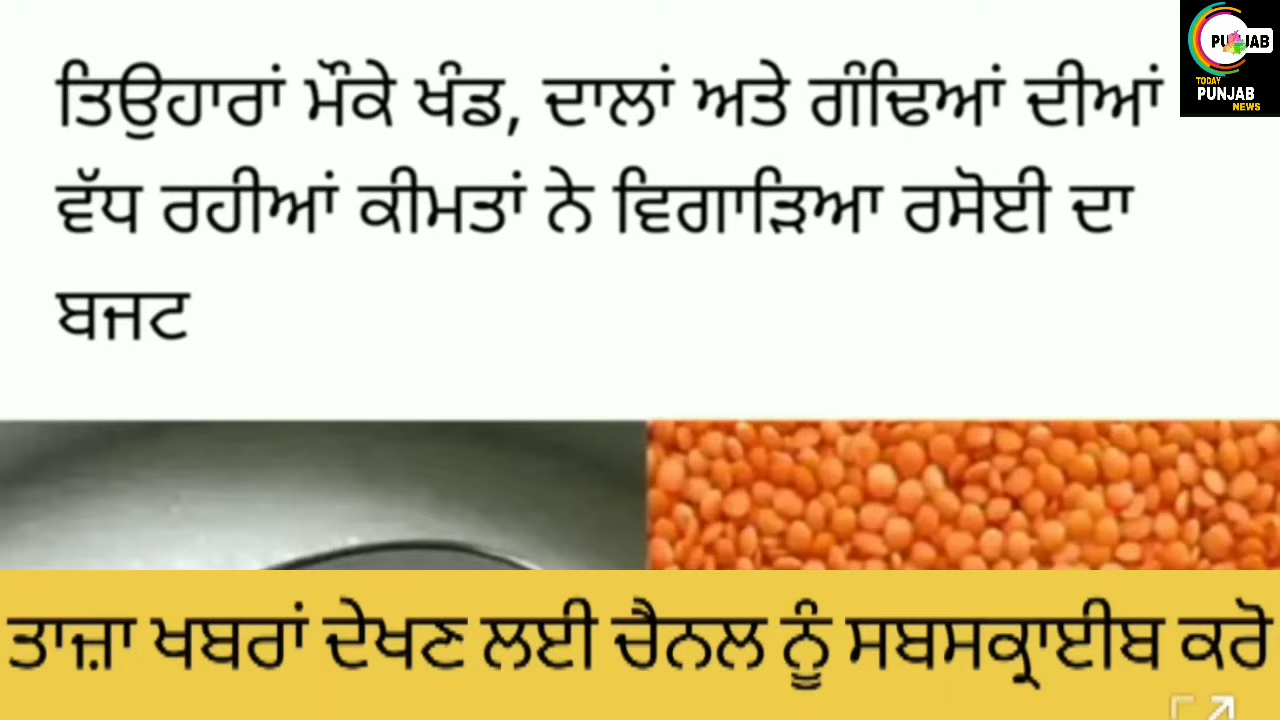 ਤਿਉਹਾਰਾਂ ਮੌਕੇ ਖੰਡ, ਦਾਲਾਂ ਅਤੇ ਗੰਢਿਆਂ ਦੀਆਂ
ਵੱਧ ਰਹੀਆਂ ਕੀਮਤਾਂ ਨੇ ਵਿਗਾੜਿਆ ਰਸੋਈ ਦਾ
ਬਜਟ
PUNJAB
TODAY
PUNJAB
NEWS
ਤਾਜ਼ਾ ਖਬਰਾਂ ਦੇਖਣ ਲਈ ਚੈਨਲ ਨੂੰ ਸਬਸਕ੍ਰਾਈਬ ਕਰੋ